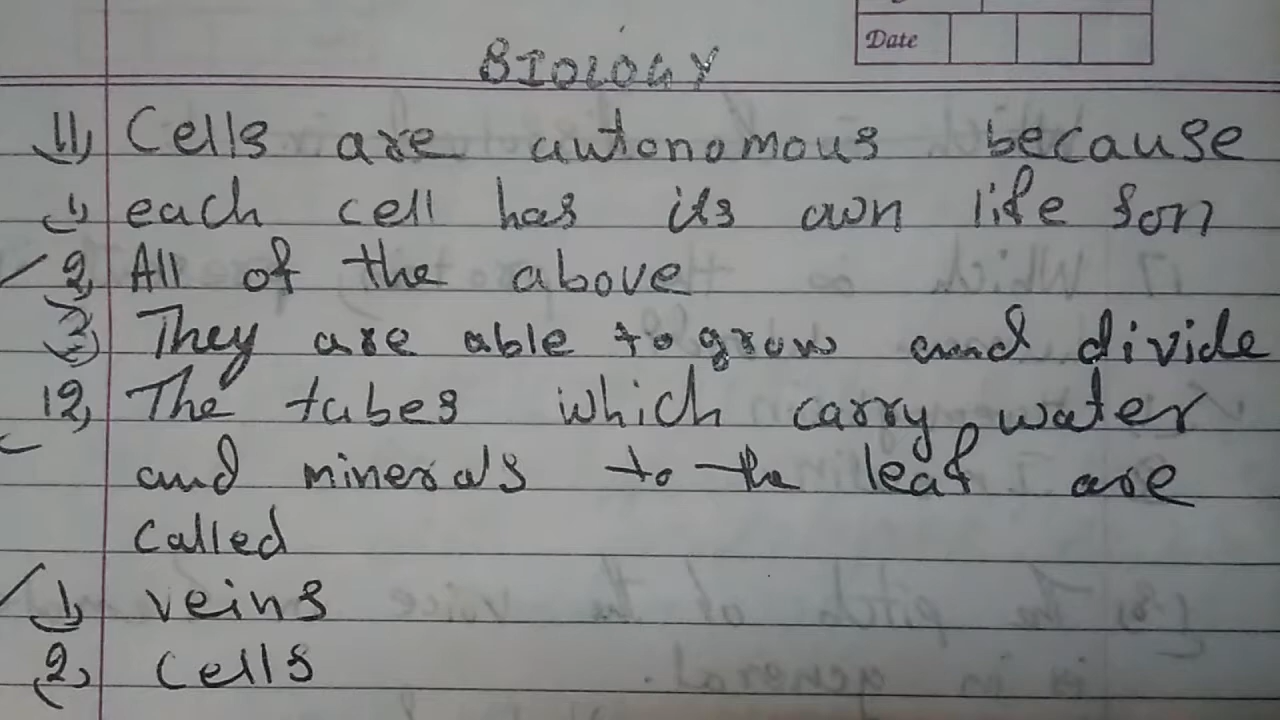 Date
BIOLOGY
11) Cells are autonomous because
1) each cell has its own life son
2) All of the above
3) They are able to grow and divide
12) The tubes which carry water
and minerals to the leaf are
called
1) veins
2) cells